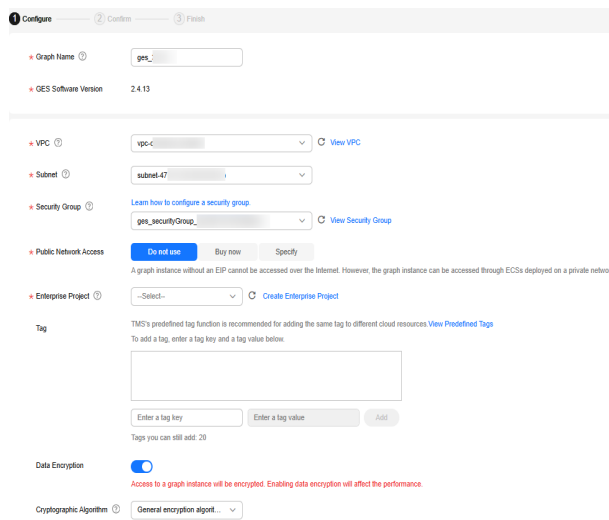 1 Configure 2 Confirm 3 Finish
* Graph Name ? ges_
* GES Software Version 2.4.13
* VPC ? vpc-c View VPC
* Subnet ? subnet-47
Learn how to configure a security group.
* Security Group ? ges_securityGroup_ View Security Group
* Public Network Access Do not use Buy now Specify
A graph instance without an EIP cannot be accessed over the Internet. However, the graph instance can be accessed through ECSs deployed on a private netwo
* Enterprise Project ? --Select-- Create Enterprise Project
Tag TMS's predefined tag function is recommended for adding the same tag to different cloud resources.View Predefined Tags
To add a tag, enter a tag key and a tag value below.
Enter a tag key Enter a tag value Add
Tags you can still add: 20
Data Encryption
Access to a graph instance will be encrypted. Enabling data encryption will affect the performance.
Cryptographic Algorithm ? General encryption algorit...